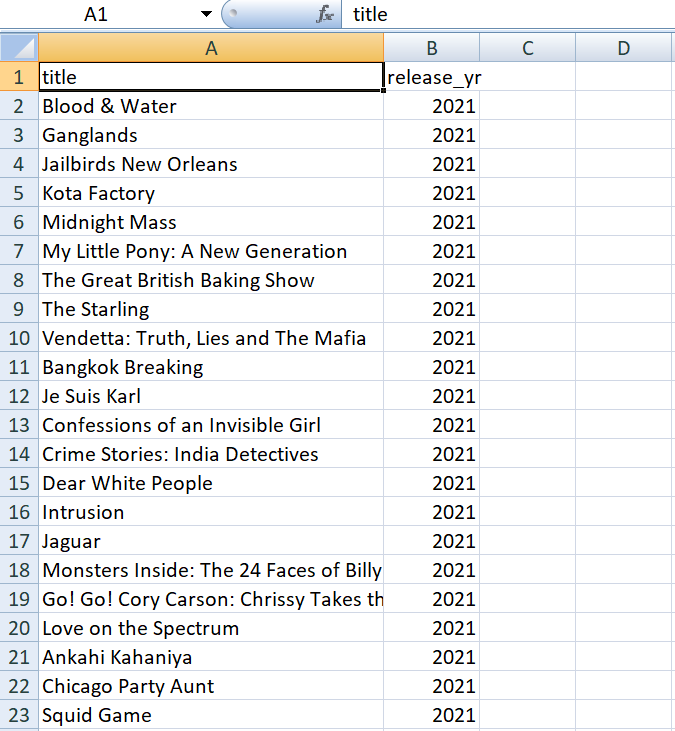 A1 fx title
A B C D
1 title release_yr
2 Blood & Water 2021
3 Ganglands 2021
4 Jailbirds New Orleans 2021
5 Kota Factory 2021
6 Midnight Mass 2021
7 My Little Pony: A New Generation 2021
8 The Great British Baking Show 2021
9 The Starling 2021
10 Vendetta: Truth, Lies and The Mafia 2021
11 Bangkok Breaking 2021
12 Je Suis Karl 2021
13 Confessions of an Invisible Girl 2021
14 Crime Stories: India Detectives 2021
15 Dear White People 2021
16 Intrusion 2021
17 Jaguar 2021
18 Monsters Inside: The 24 Faces of Billy 2021
19 Go! Go! Cory Carson: Chrissy Takes th 2021
20 Love on the Spectrum 2021
21 Ankahi Kahaniya 2021
22 Chicago Party Aunt 2021
23 Squid Game 2021